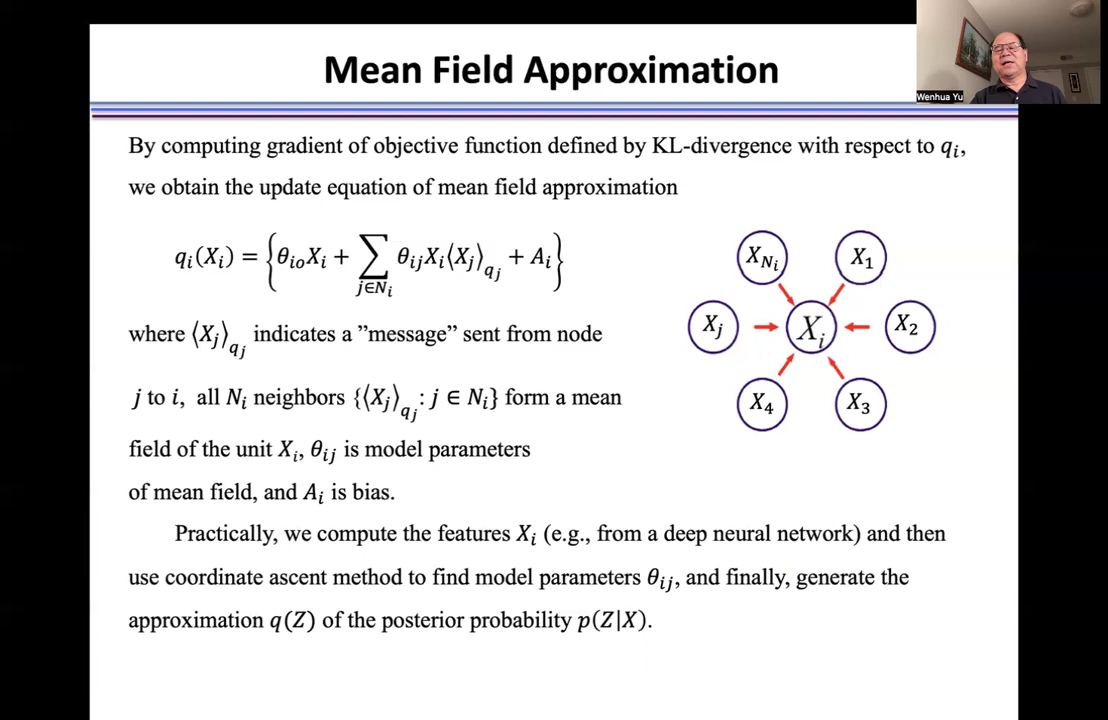 Mean Field Approximation
Wenhua Yu
By computing gradient of objective function defined by KL-divergence with respect to qᵢ,
we obtain the update equation of mean field approximation
qᵢ(Xᵢ) = {θᵢₒXᵢ + ∑_{j∈Nᵢ} θᵢⱼXᵢ⟨Xⱼ⟩_{qⱼ} + Aᵢ}
where ⟨Xⱼ⟩_{qⱼ} indicates a ”message” sent from node
j to i, all Nᵢ neighbors {⟨Xⱼ⟩_{qⱼ}: j ∈ Nᵢ} form a mean
field of the unit Xᵢ, θᵢⱼ is model parameters
of mean field, and Aᵢ is bias.
X_{Nᵢ} X₁
Xⱼ Xᵢ X₂
X₄ X₃
Practically, we compute the features Xᵢ (e.g., from a deep neural network) and then
use coordinate ascent method to find model parameters θᵢⱼ, and finally, generate the
approximation q(Z) of the posterior probability p(Z|X).